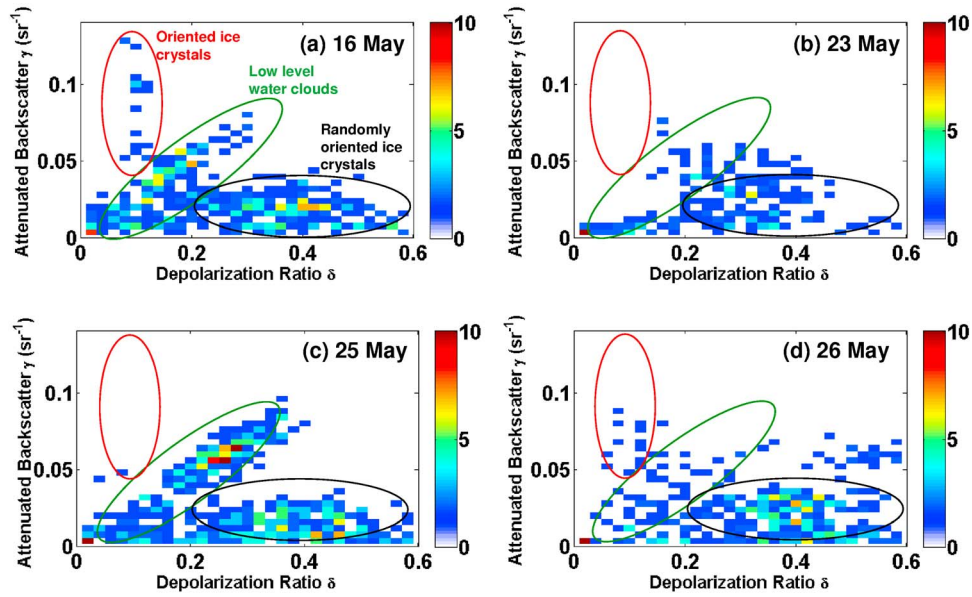 Attenuated Backscatter γ (sr⁻¹)
0.1
0.05
0
Oriented ice
crystals
(a) 16 May
Low level
water clouds
Randomly
oriented ice
crystals
0 0.2 0.4 0.6
Depolarization Ratio δ
10
5
0
Attenuated Backscatter γ (sr⁻¹)
0.1
0.05
0
(b) 23 May
0 0.2 0.4 0.6
Depolarization Ratio δ
10
5
0
Attenuated Backscatter γ (sr⁻¹)
0.1
0.05
0
(c) 25 May
0 0.2 0.4 0.6
Depolarization Ratio δ
10
5
0
Attenuated Backscatter γ (sr⁻¹)
0.1
0.05
0
(d) 26 May
0 0.2 0.4 0.6
Depolarization Ratio δ
10
5
0